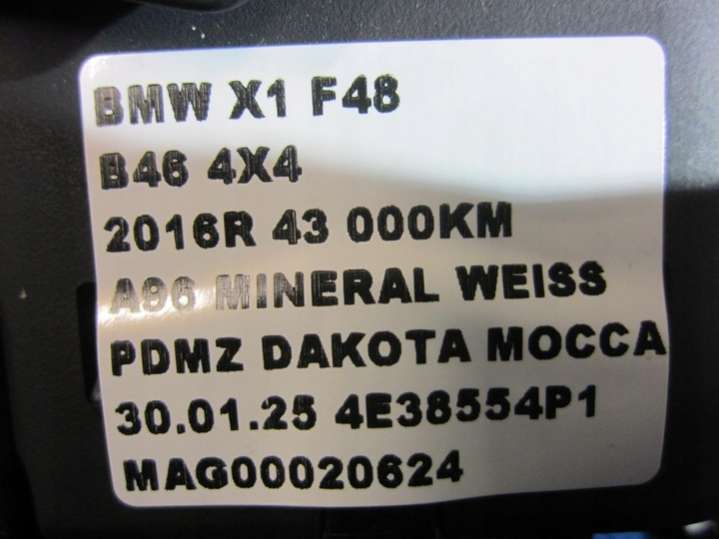 BMW X1 F48
B46 4X4
2016R 43 000KM
A96 MINERAL WEISS
PDMZ DAKOTA MOCCA
30.01.25 4E38554P1
MAG00020624